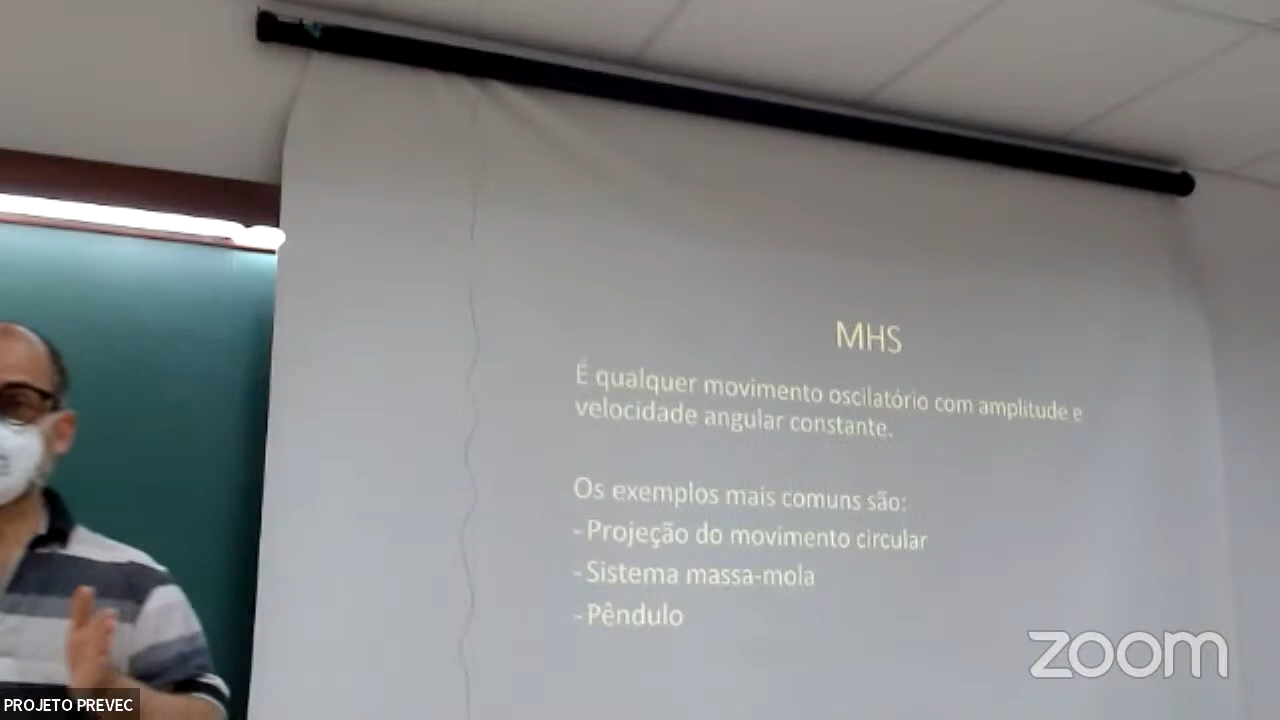 MHS
É qualquer movimento oscilatório com amplitude e
velocidade angular constante.
Os exemplos mais comuns são:
- Projeção do movimento circular
- Sistema massa-mola
- Pêndulo
zoom
PROJETO PREVEC